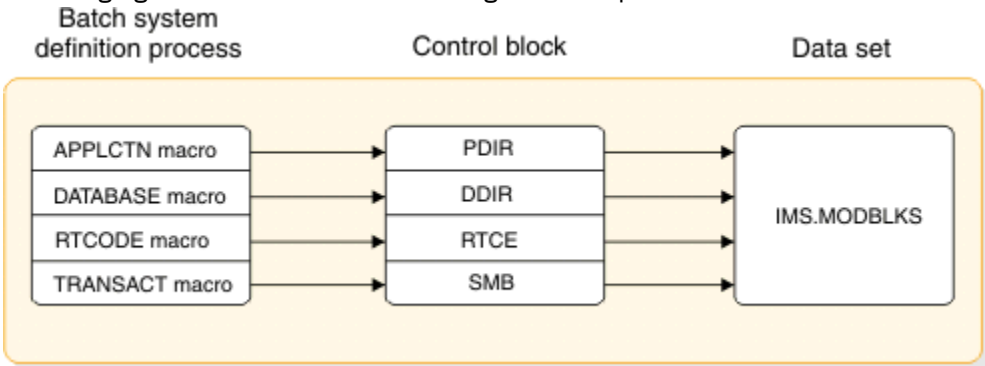 Batch system
definition process
Control block
Data set
APPLCTN macro
PDIR
DATABASE macro
DDIR
IMS.MODBLKS
RTCODE macro
RTCE
TRANSACT macro
SMB